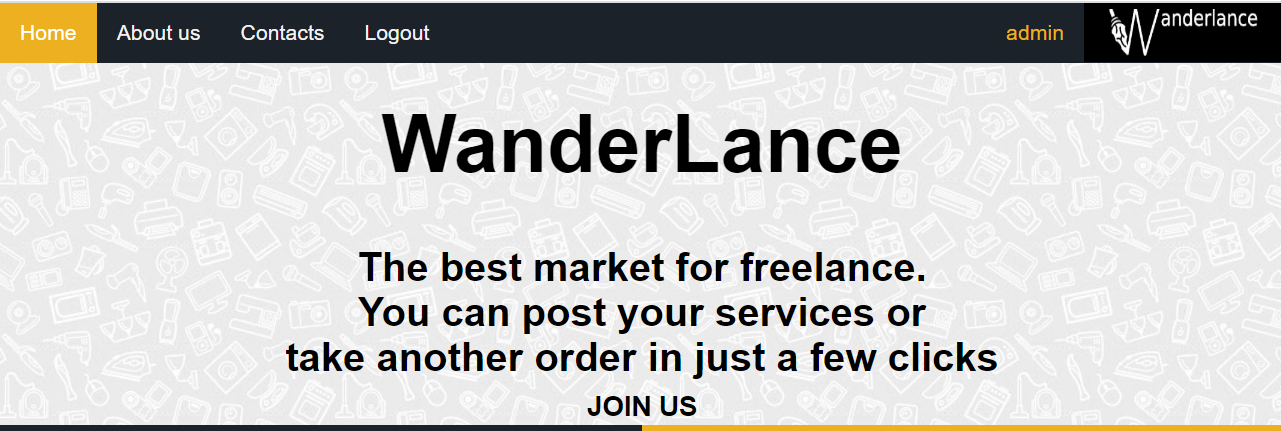 Home About us Contacts Logout admin Wanderlance
WanderLance
The best market for freelance.
You can post your services or
take another order in just a few clicks
JOIN US